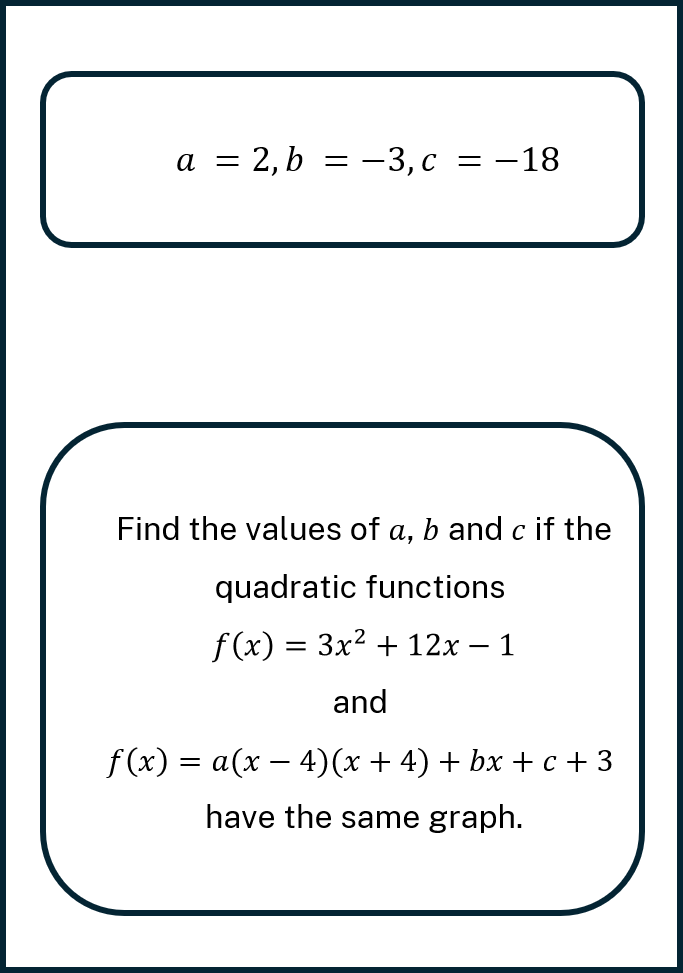 a = 2, b = −3, c = −18
Find the values of a, b and c if the
quadratic functions
f(x) = 3x² + 12x − 1
and
f(x) = a(x − 4)(x + 4) + bx + c + 3
have the same graph.